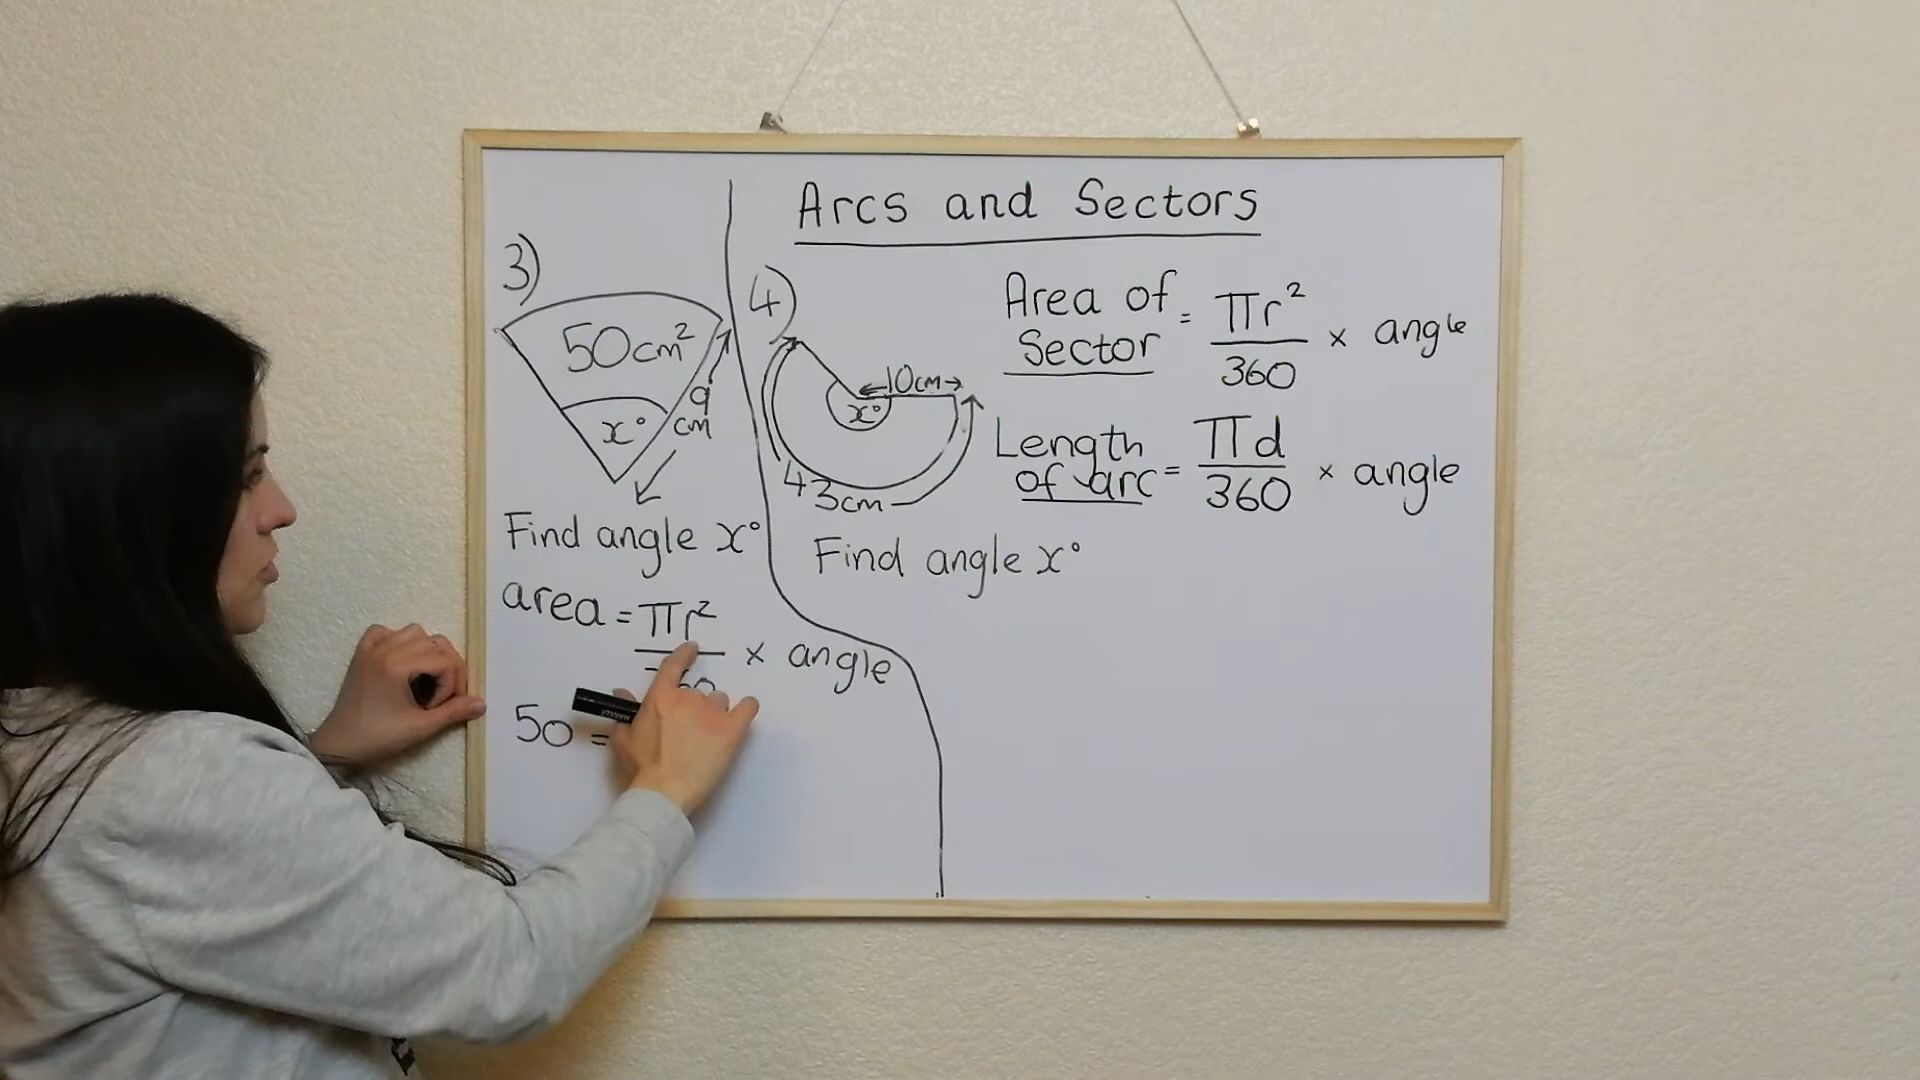 Arcs and Sectors
3)
50cm²
x°
9
cm
Find angle x°
area = πr²
× angle
50 =
4)
10cm
x°
43cm
Find angle x°
Area of Sector = πr²/360 × angle
Length of arc = πd/360 × angle